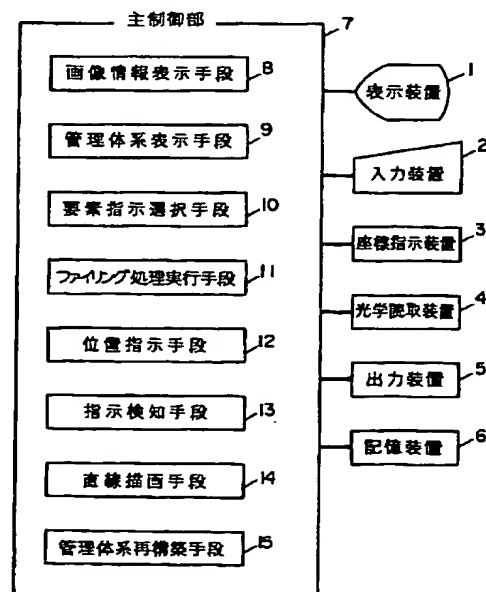 主制御部
7
画像情報表示手段
8
管理体系表示手段
9
要素指示選択手段
10
ファイリング処理実行手段
11
位置指示手段
12
指示検知手段
13
直線描画手段
14
管理体系再構築手段
15
表示装置
1
入力装置
2
座標指示装置
3
光学読取装置
4
出力装置
5
記憶装置
6